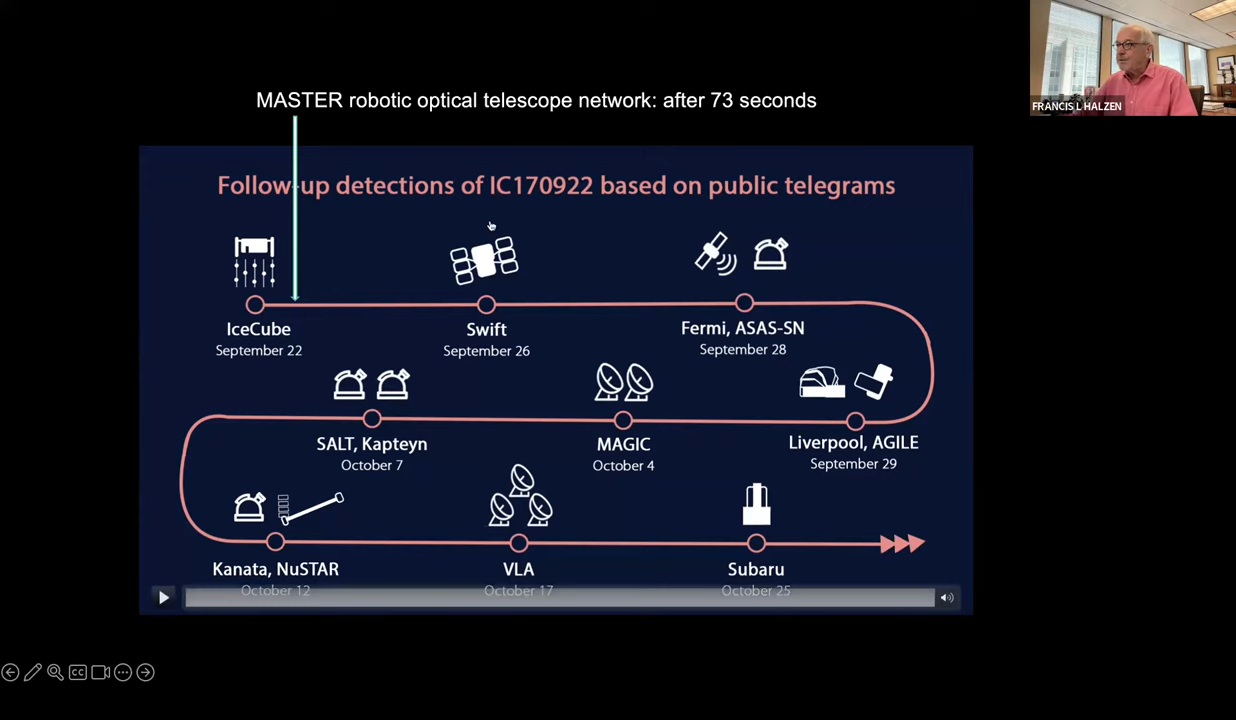 MASTER robotic optical telescope network: after 73 seconds
FRANCIS L HALZEN
Follow-up detections of IC170922 based on public telegrams
IceCube
September 22
Swift
September 26
Fermi, ASAS-SN
September 28
SALT, Kapteyn
October 7
MAGIC
October 4
Liverpool, AGILE
September 29
Kanata, NuSTAR
October 12
VLA
October 17
Subaru
October 25
CC